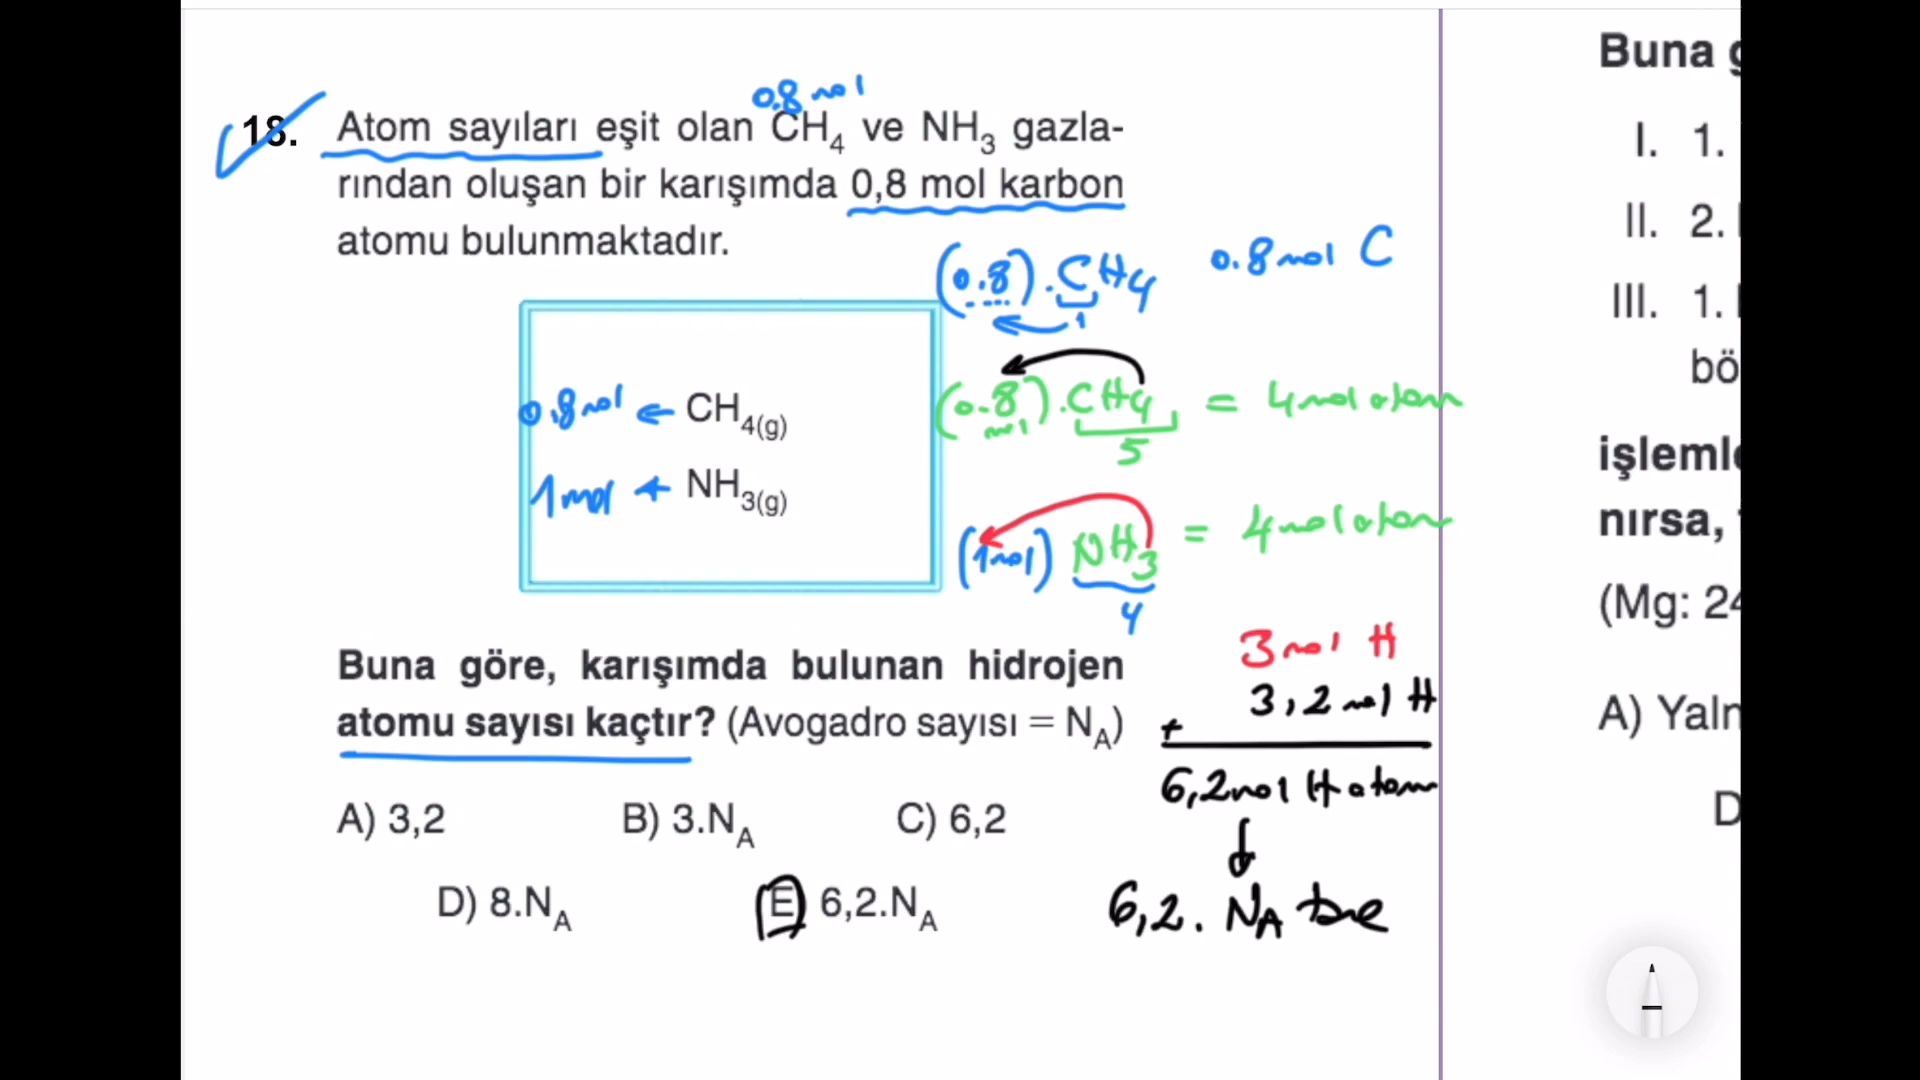 0.8 mol
18. Atom sayıları eşit olan CH4 ve NH3 gazla-
rından oluşan bir karışımda 0,8 mol karbon
atomu bulunmaktadır.
(0.8).CH4 0.8 mol C
1
0.8 mol ← CH4(g)
1 mol ← NH3(g)
(0.8 mol).CH4 = 4 mol atom
5
(1 mol) NH3 = 4 mol atom
4
Buna göre, karışımda bulunan hidrojen
atomu sayısı kaçtır? (Avogadro sayısı = NA)
3 mol H
+ 3,2 mol H
6,2 mol H atom
6,2. NA tane
A) 3,2 B) 3.NA C) 6,2
D) 8.NA E) 6,2.NA
Buna
I. 1.
II. 2.
III. 1.
bö
işleml
nırsa,
(Mg: 24
A) Yaln
D